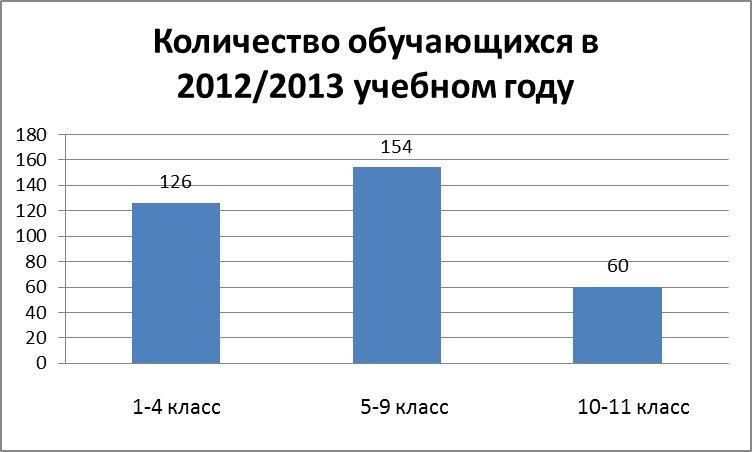 Количество обучающихся в
2012/2013 учебном году
180
160
140
120
100
80
60
40
20
0
126
154
60
1-4 класс
5-9 класс
10-11 класс